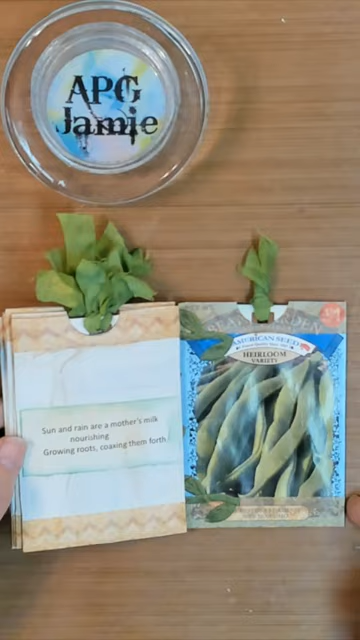 APG
Jamie
AMERICAN SEED
HEIRLOOM
VARIETY
Sun and rain are a mother's milk
nourishing
Growing roots, coaxing them forth